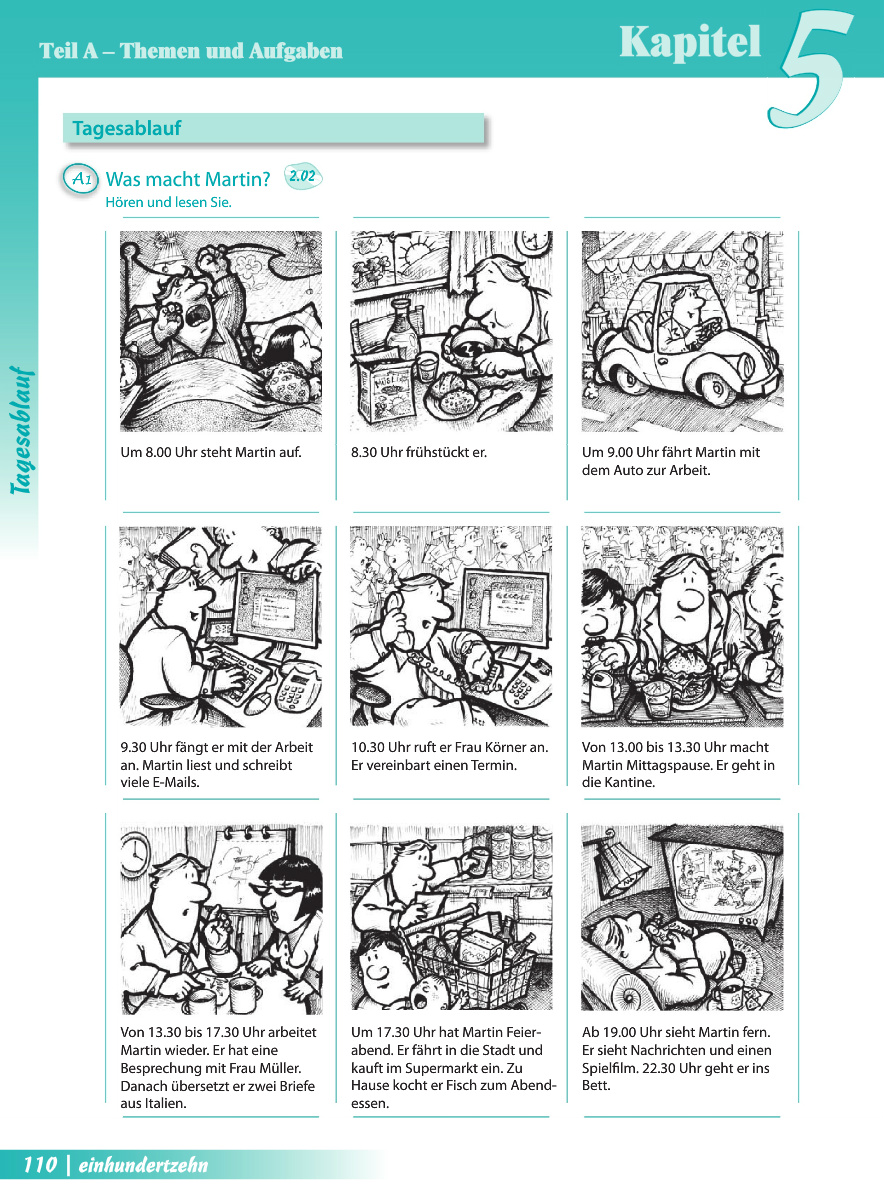 Teil A – Themen und Aufgaben
Kapitel 5
Tagesablauf
A1 Was macht Martin? 2.02
Hören und lesen Sie.
Tagesablauf
MÜSLI
Um 8.00 Uhr steht Martin auf.
8.30 Uhr frühstückt er.
Um 9.00 Uhr fährt Martin mit
dem Auto zur Arbeit.
9.30 Uhr fängt er mit der Arbeit
an. Martin liest und schreibt
viele E-Mails.
10.30 Uhr ruft er Frau Körner an.
Er vereinbart einen Termin.
Von 13.00 bis 13.30 Uhr macht
Martin Mittagspause. Er geht in
die Kantine.
Von 13.30 bis 17.30 Uhr arbeitet
Martin wieder. Er hat eine
Besprechung mit Frau Müller.
Danach übersetzt er zwei Briefe
aus Italien.
Um 17.30 Uhr hat Martin Feier-
abend. Er fährt in die Stadt und
kauft im Supermarkt ein. Zu
Hause kocht er Fisch zum Abend-
essen.
Ab 19.00 Uhr sieht Martin fern.
Er sieht Nachrichten und einen
Spielfilm. 22.30 Uhr geht er ins
Bett.
110 | einhundertzehn